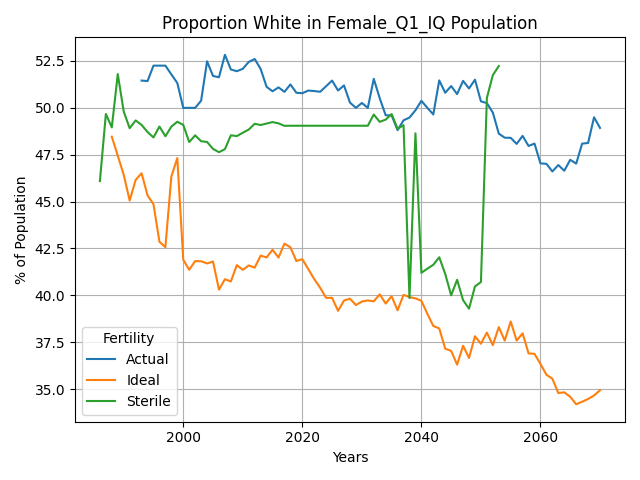 Proportion White in Female_Q1_IQ Population
% of Population
52.5
50.0
47.5
45.0
42.5
40.0
37.5
35.0
Fertility
Actual
Ideal
Sterile
2000
2020
2040
2060
Years